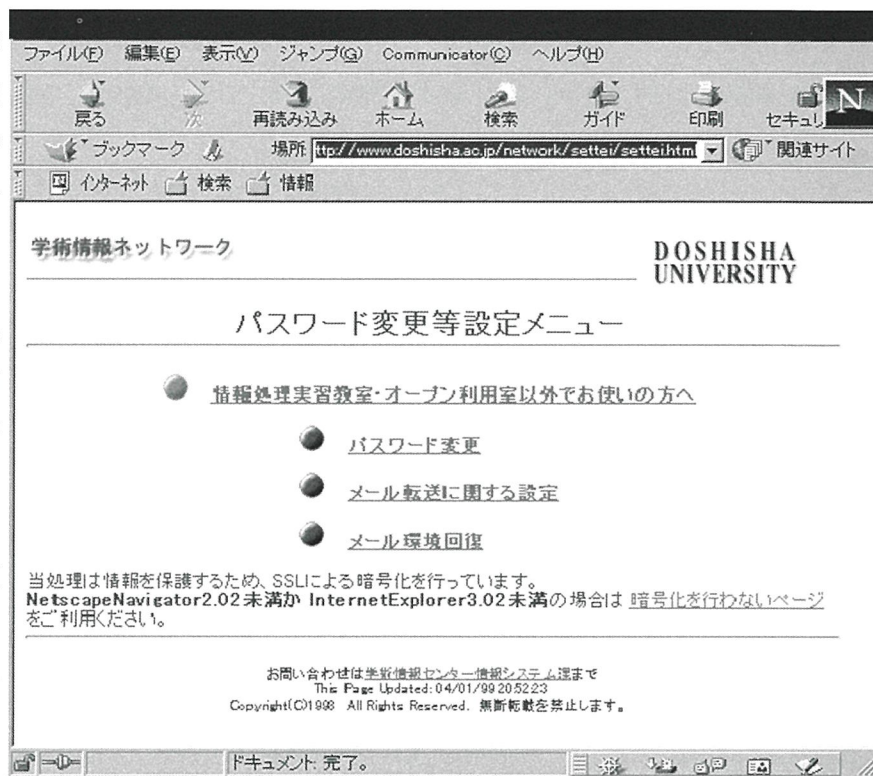 ファイル(F) 編集(E) 表示(V) ジャンプ(G) Communicator(C) ヘルプ(H)
戻る 次 再読み込み ホーム 検索 ガイド 印刷 セキュリ
N
ブックマーク 場所: ttp://www.doshisha.ac.jp/network/settei/settei.htm 関連サイト
インターネット 検索 情報
学術情報ネットワーク
DOSHISHA
UNIVERSITY
パスワード変更等設定メニュー
情報処理実習教室・オープン利用室以外でお使いの方へ
パスワード変更
メール転送に関する設定
メール環境回復
当処理は情報を保護するため、SSLによる暗号化を行っています。
NetscapeNavigator2.02未満か InternetExplorer3.02未満の場合は 暗号化を行わないページ
をご利用ください。
お問い合わせは学術情報センター情報システム課まで
This Page Updated: 04/01/99 20:52:23
Copyright(C)1998 All Rights Reserved. 無断転載を禁止します。
ドキュメント: 完了。